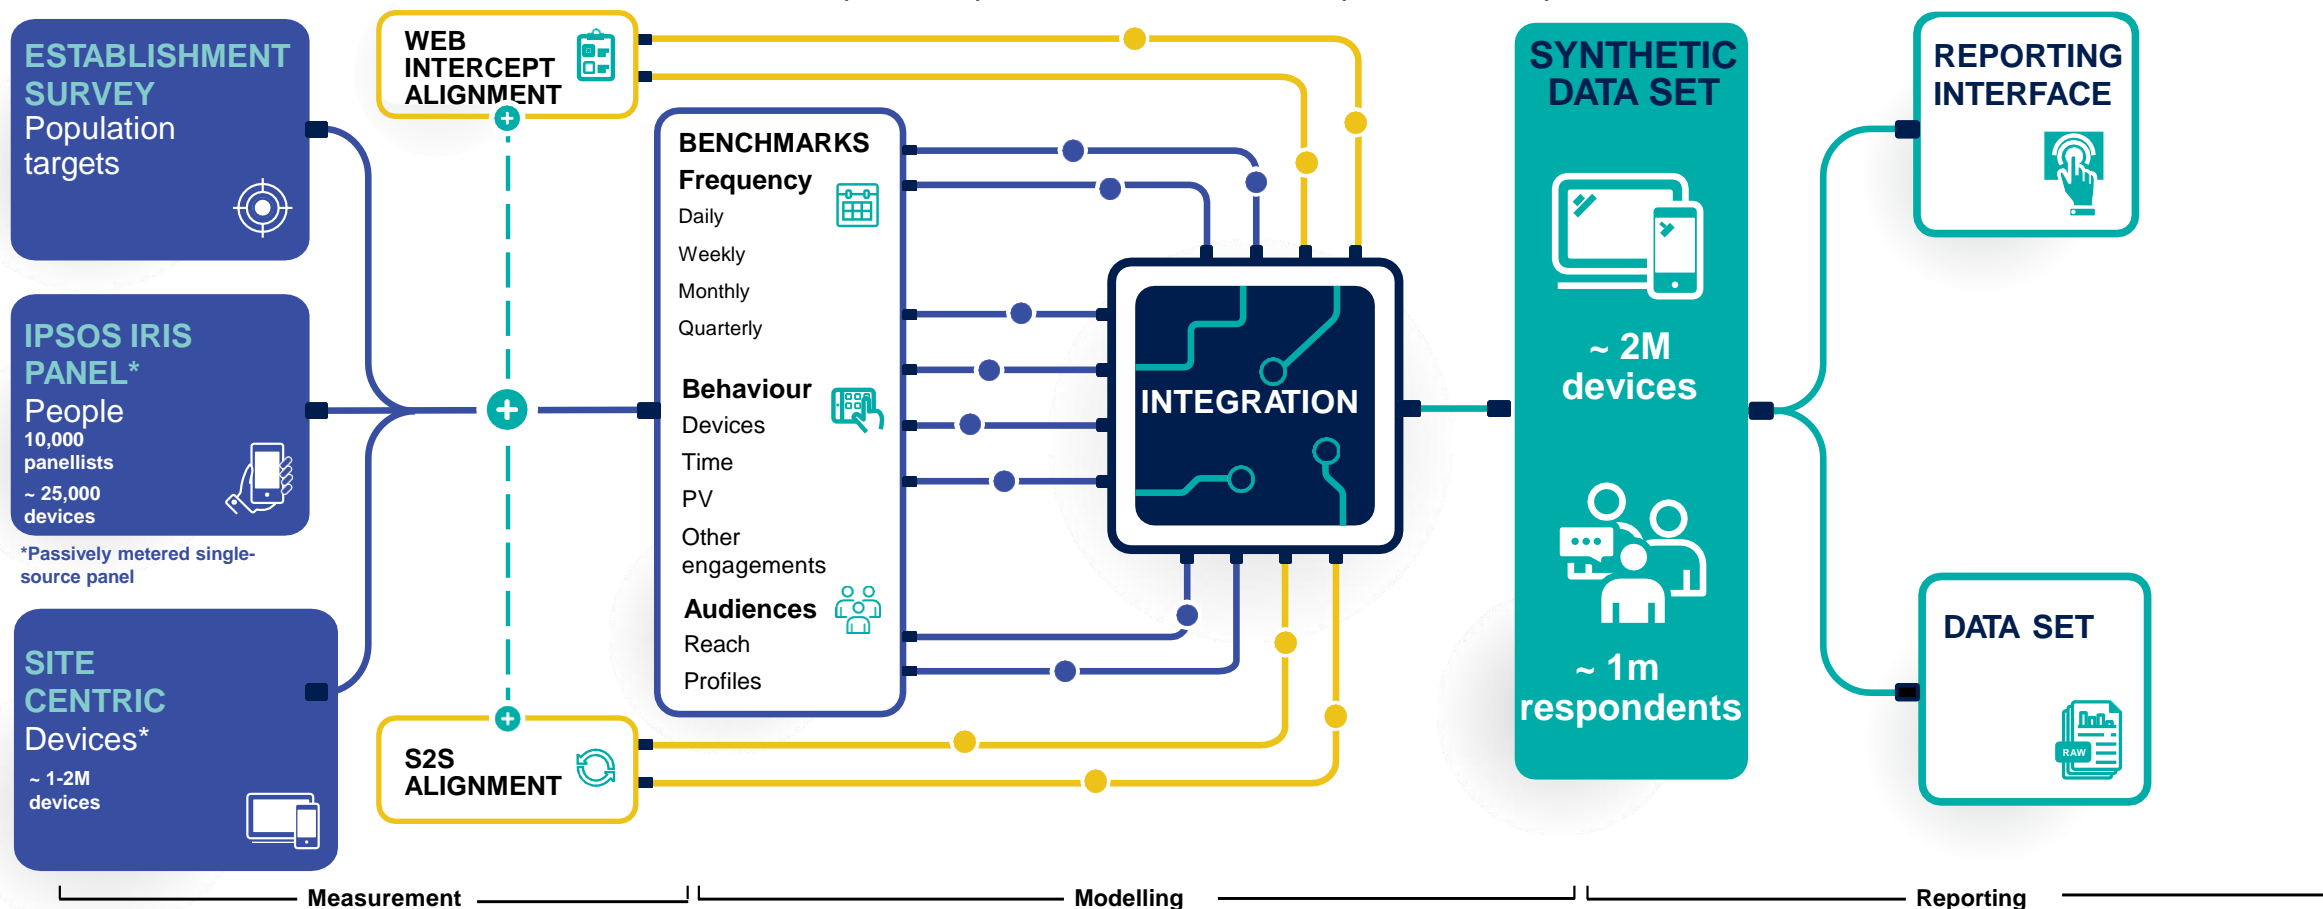 ESTABLISHMENT
SURVEY
Population
targets
IPSOS IRIS
PANEL*
People
10,000
panellists
~ 25,000
devices
*Passively metered single-
source panel
SITE
CENTRIC
Devices*
~ 1-2M
devices
WEB
INTERCEPT
ALIGNMENT
S2S
ALIGNMENT
BENCHMARKS
Frequency
Daily
Weekly
Monthly
Quarterly
Behaviour
Devices
Time
PV
Other
engagements
Audiences
Reach
Profiles
INTEGRATION
SYNTHETIC
DATA SET
~ 2M
devices
~ 1m
respondents
REPORTING
INTERFACE
DATA SET
RAW
Measurement
Modelling
Reporting